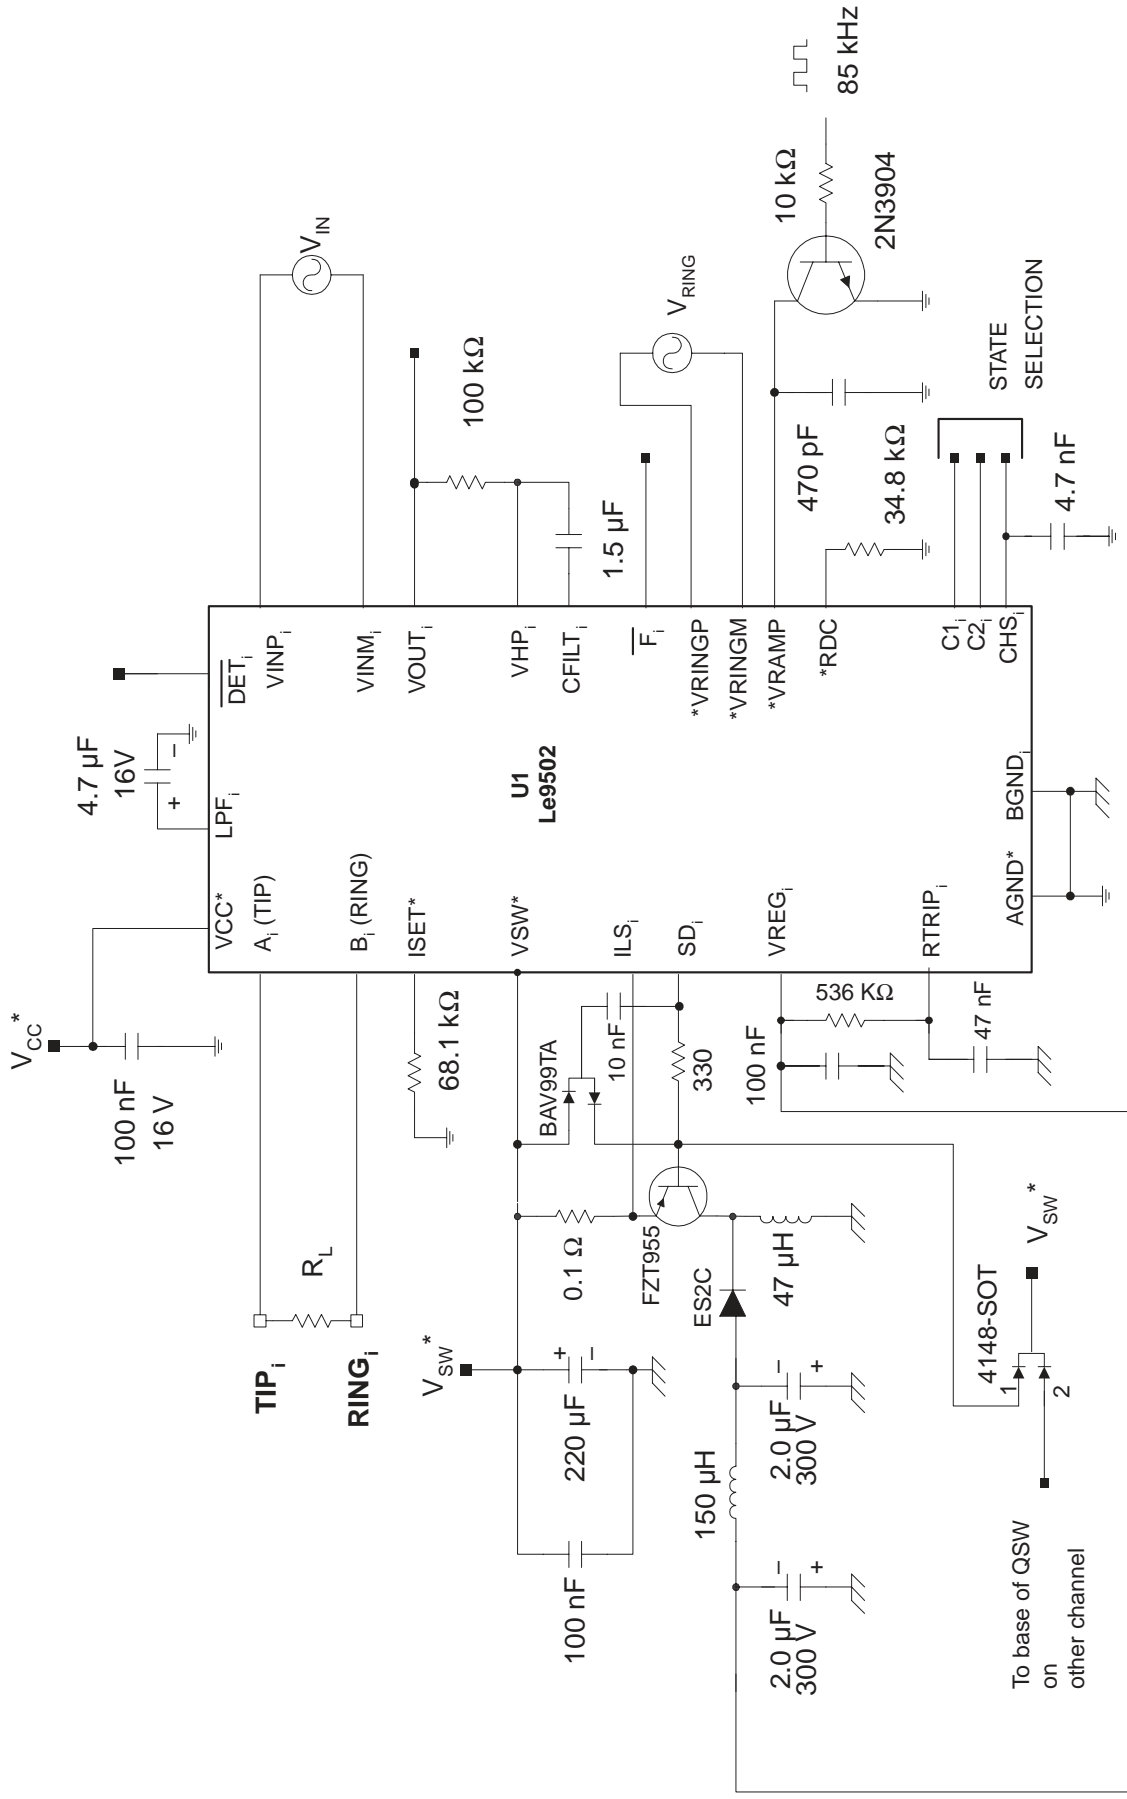 85 kHz
10 kΩ
2N3904
V_IN
V_RING
STATE
SELECTION
100 kΩ
470 pF
34.8 kΩ
4.7 nF
1.5 µF
4.7 µF
16V
+
–
DET_i
VINP_i
VINM_i
VOUT_i
VHP_i
CFILT_i
F_i
*VRINGP
*VRINGM
*VRAMP
*RDC
C1_i
C2_i
CHS_i
LPF_i
U1
Le9502
BGND_i
AGND*
VCC*
A_i (TIP)
B_i (RING)
ISET*
VSW*
ILS_i
SD_i
VREG_i
RTRIP_i
V_CC*
100 nF
16 V
68.1 kΩ
BAV99TA
10 nF
330
536 KΩ
100 nF
47 nF
R_L
TIP_i
RING_i
0.1 Ω
FZT955
ES2C
47 µH
V_SW*
4148-SOT
1
2
V_SW*
+
–
220 µF
100 nF
150 µH
–
+
2.0 µF
300 V
–
+
2.0 µF
300 V
To base of QSW
on
other channel